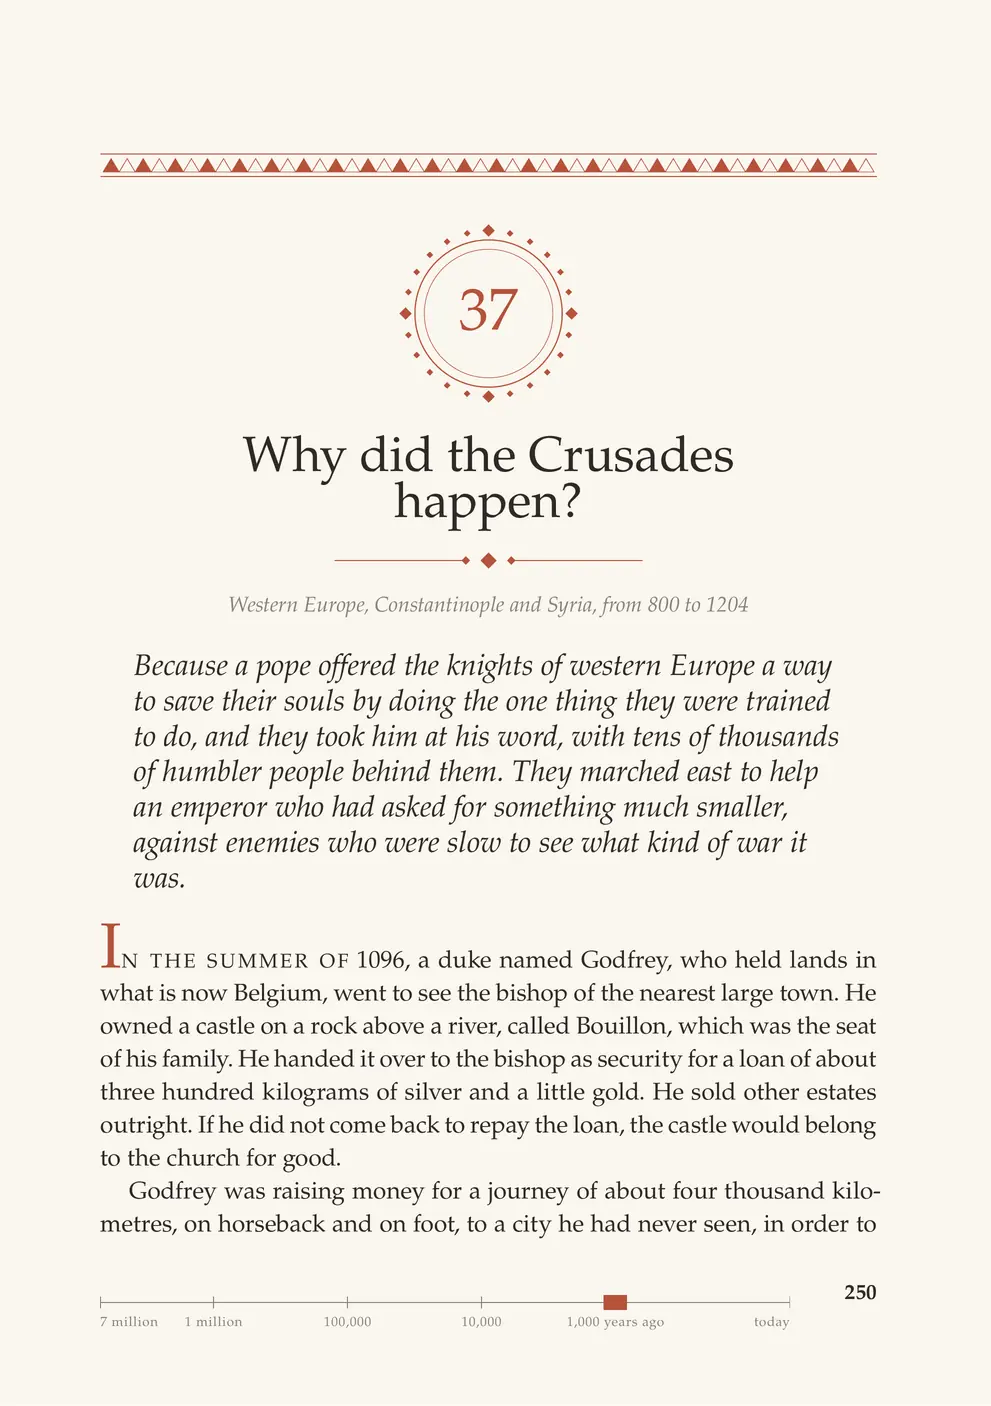 37
Why did the Crusades
happen?
Western Europe, Constantinople and Syria, from 800 to 1204
Because a pope offered the knights of western Europe a way
to save their souls by doing the one thing they were trained
to do, and they took him at his word, with tens of thousands
of humbler people behind them. They marched east to help
an emperor who had asked for something much smaller,
against enemies who were slow to see what kind of war it
was.
IN THE SUMMER OF 1096, a duke named Godfrey, who held lands in
what is now Belgium, went to see the bishop of the nearest large town. He
owned a castle on a rock above a river, called Bouillon, which was the seat
of his family. He handed it over to the bishop as security for a loan of about
three hundred kilograms of silver and a little gold. He sold other estates
outright. If he did not come back to repay the loan, the castle would belong
to the church for good.
Godfrey was raising money for a journey of about four thousand kilo-
metres, on horseback and on foot, to a city he had never seen, in order to
250
7 million 1 million 100,000 10,000 1,000 years ago today